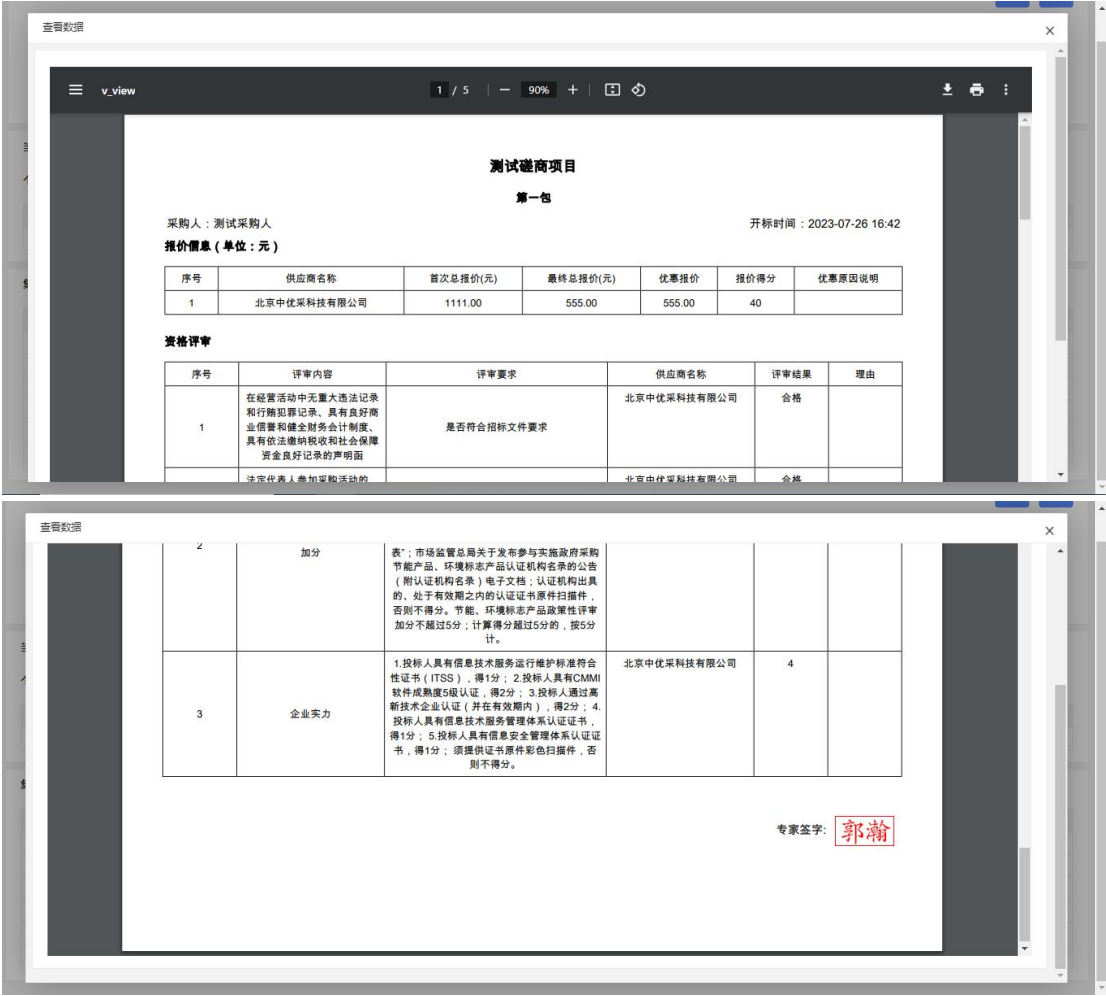 查看数据
v_view
1 / 5
90%
测试磋商项目
第一包
采购人：测试采购人
开标时间：2023-07-26 16:42
报价信息（单位：元）
序号 供应商名称 首次总报价(元) 最终总报价(元) 优惠报价 报价得分 优惠原因说明
1 北京中优采科技有限公司 1111.00 555.00 555.00 40
资格评审
序号 评审内容 评审要求 供应商名称 评审结果 理由
在经营活动中无重大违法记录
和行贿犯罪记录、具有良好商
业信誉和健全财务会计制度、
具有依法缴纳税收和社会保障
资金良好记录的声明函
1
是否符合招标文件要求
北京中优采科技有限公司
合格
法定代表人参加采购活动的
北京中优采科技有限公司
合格
查看数据
2
加分
表"；市场监管总局关于发布参与实施政府采购
节能产品、环境标志产品认证机构名录的公告
（附认证机构名录）电子文档；认证机构出具
的、处于有效期之内的认证证书原件扫描件，
否则不得分。节能、环境标志产品政策性评审
加分不超过5分；计算得分超过5分的，按5分
计。
3
企业实力
1.投标人具有信息技术服务运行维护标准符合
性证书（ITSS），得1分； 2.投标人具有CMMI
软件成熟度5级认证，得2分； 3.投标人通过高
新技术企业认证（并在有效期内），得2分； 4.
投标人具有信息技术服务管理体系认证证书，
得1分； 5.投标人具有信息安全管理体系认证证
书，得1分； 须提供证书原件彩色扫描件，否
则不得分。
北京中优采科技有限公司
4
专家签字:
郭瀚